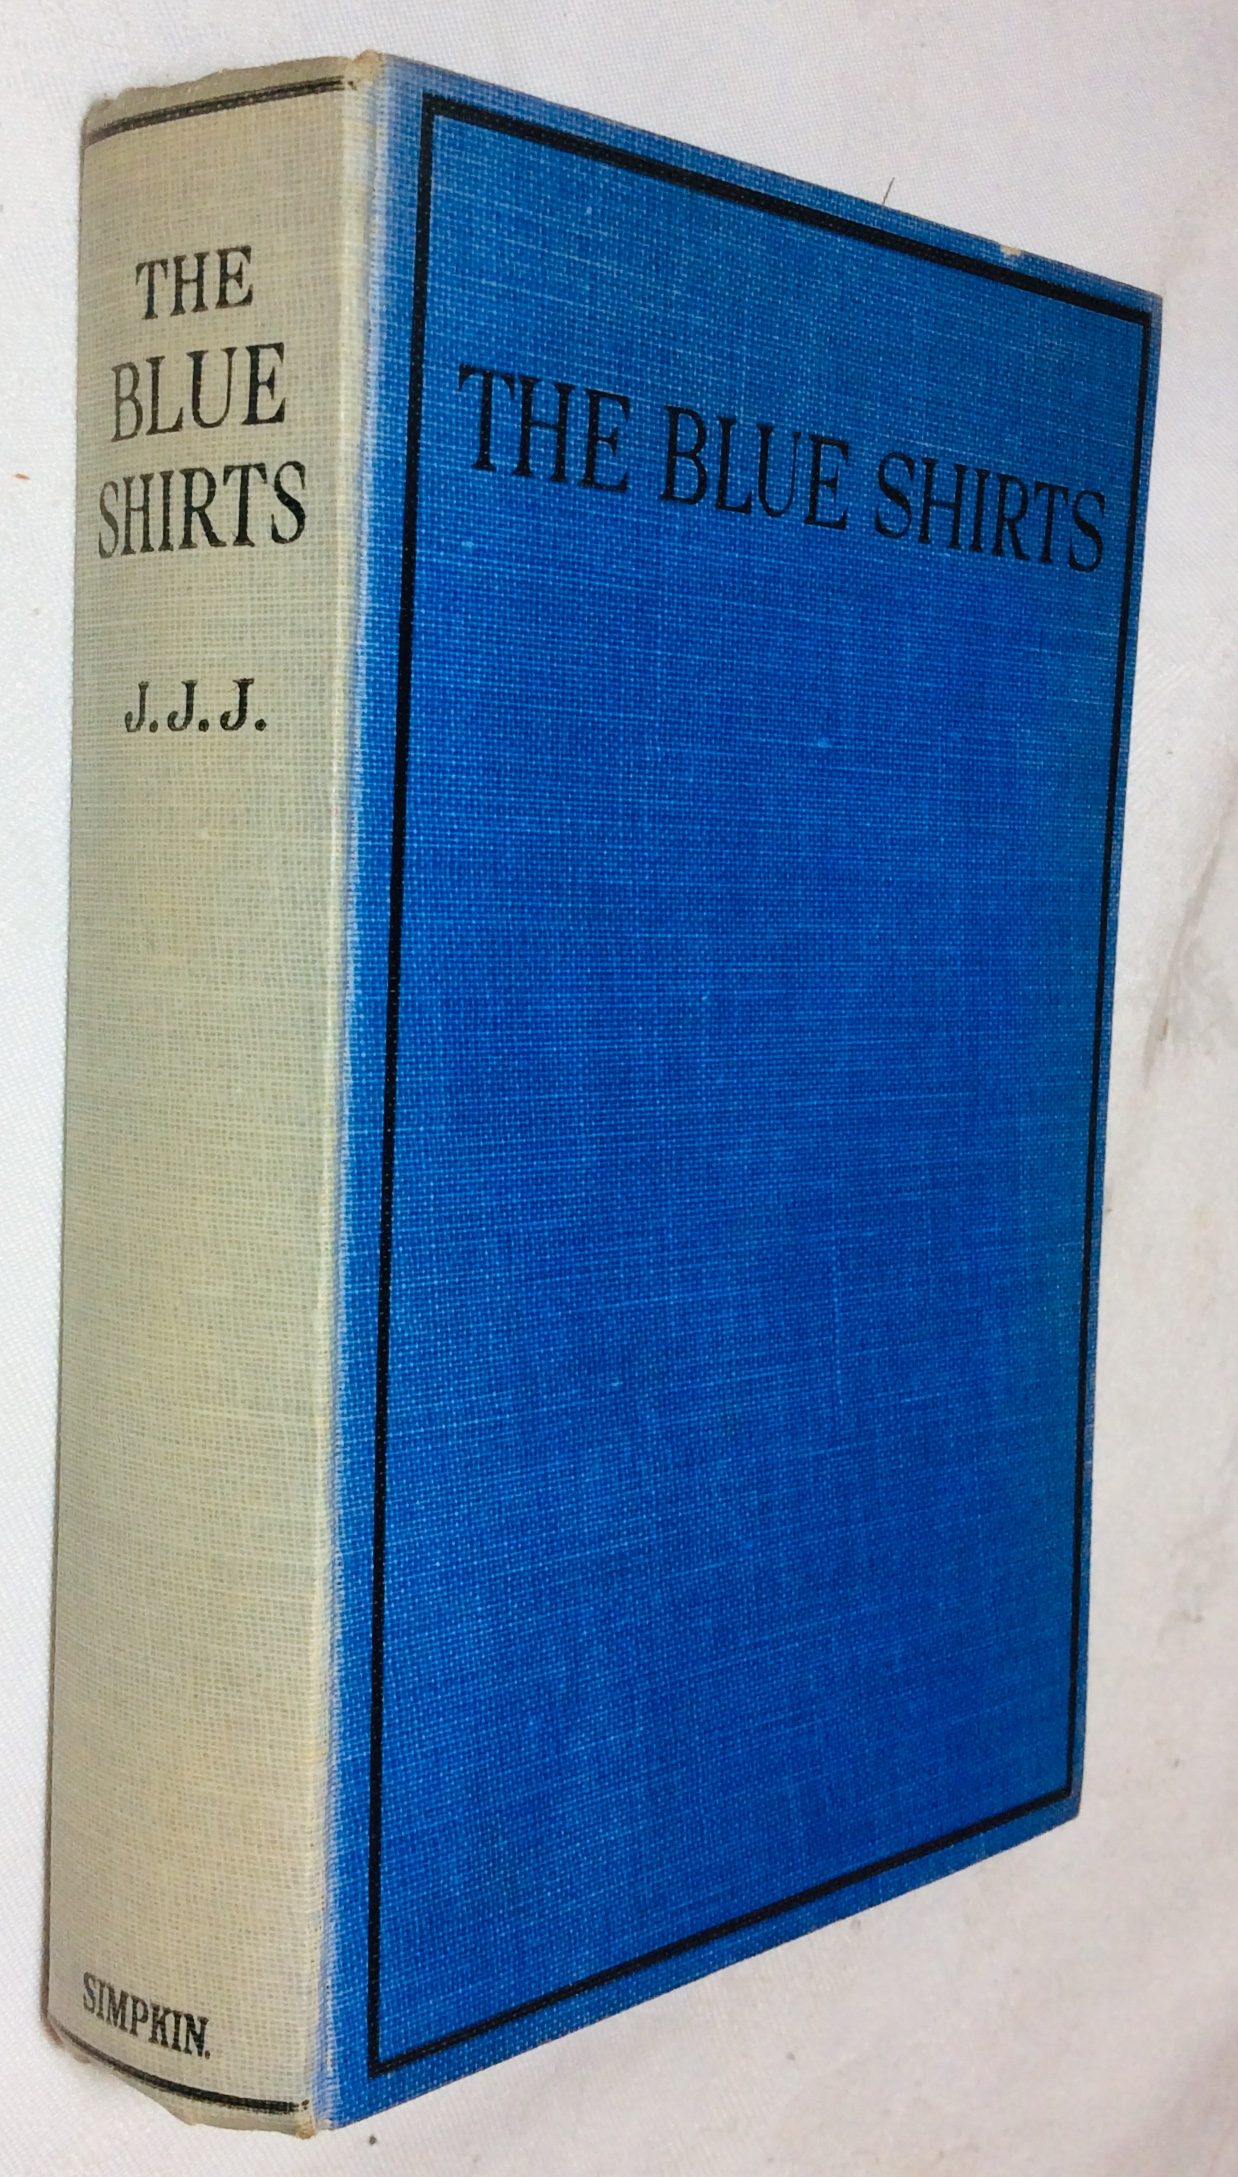 THE
BLUE
SHIRTS
J.J.J.
SIMPKIN.
THE BLUE SHIRTS